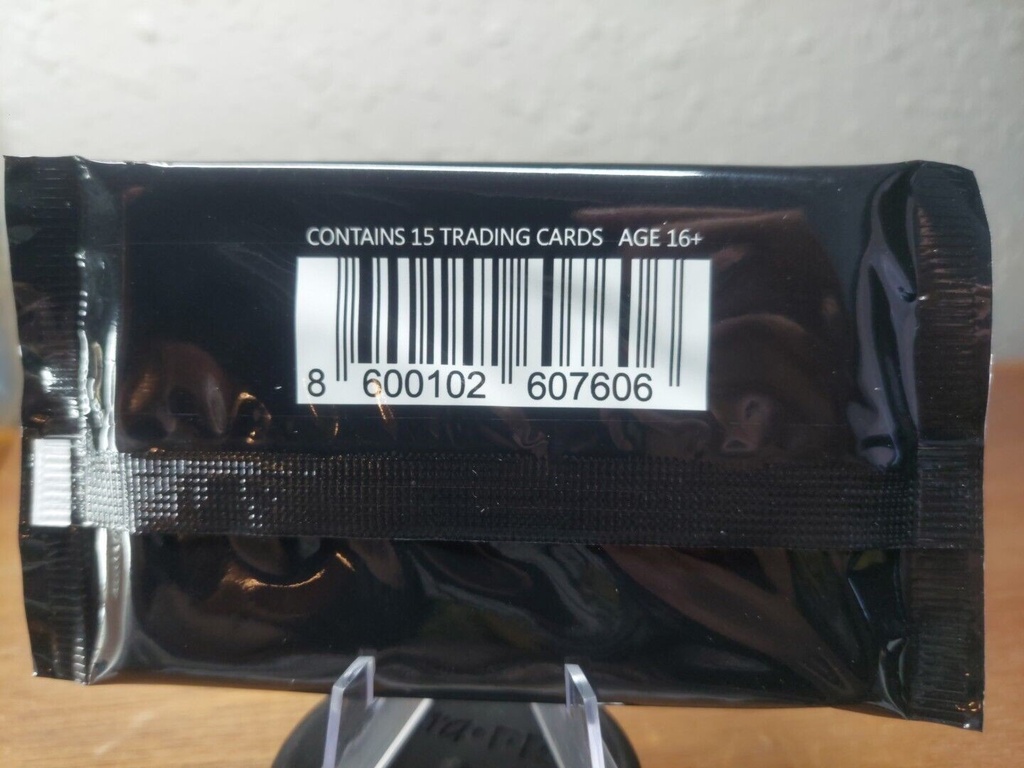 CONTAINS 15 TRADING CARDS AGE 16+
8 600102 607606